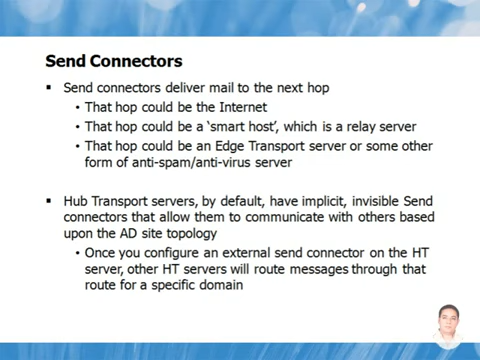 Send Connectors
▪ Send connectors deliver mail to the next hop
• That hop could be the Internet
• That hop could be a ‘smart host’, which is a relay server
• That hop could be an Edge Transport server or some other
form of anti-spam/anti-virus server
▪ Hub Transport servers, by default, have implicit, invisible Send
connectors that allow them to communicate with others based
upon the AD site topology
• Once you configure an external send connector on the HT
server, other HT servers will route messages through that
route for a specific domain